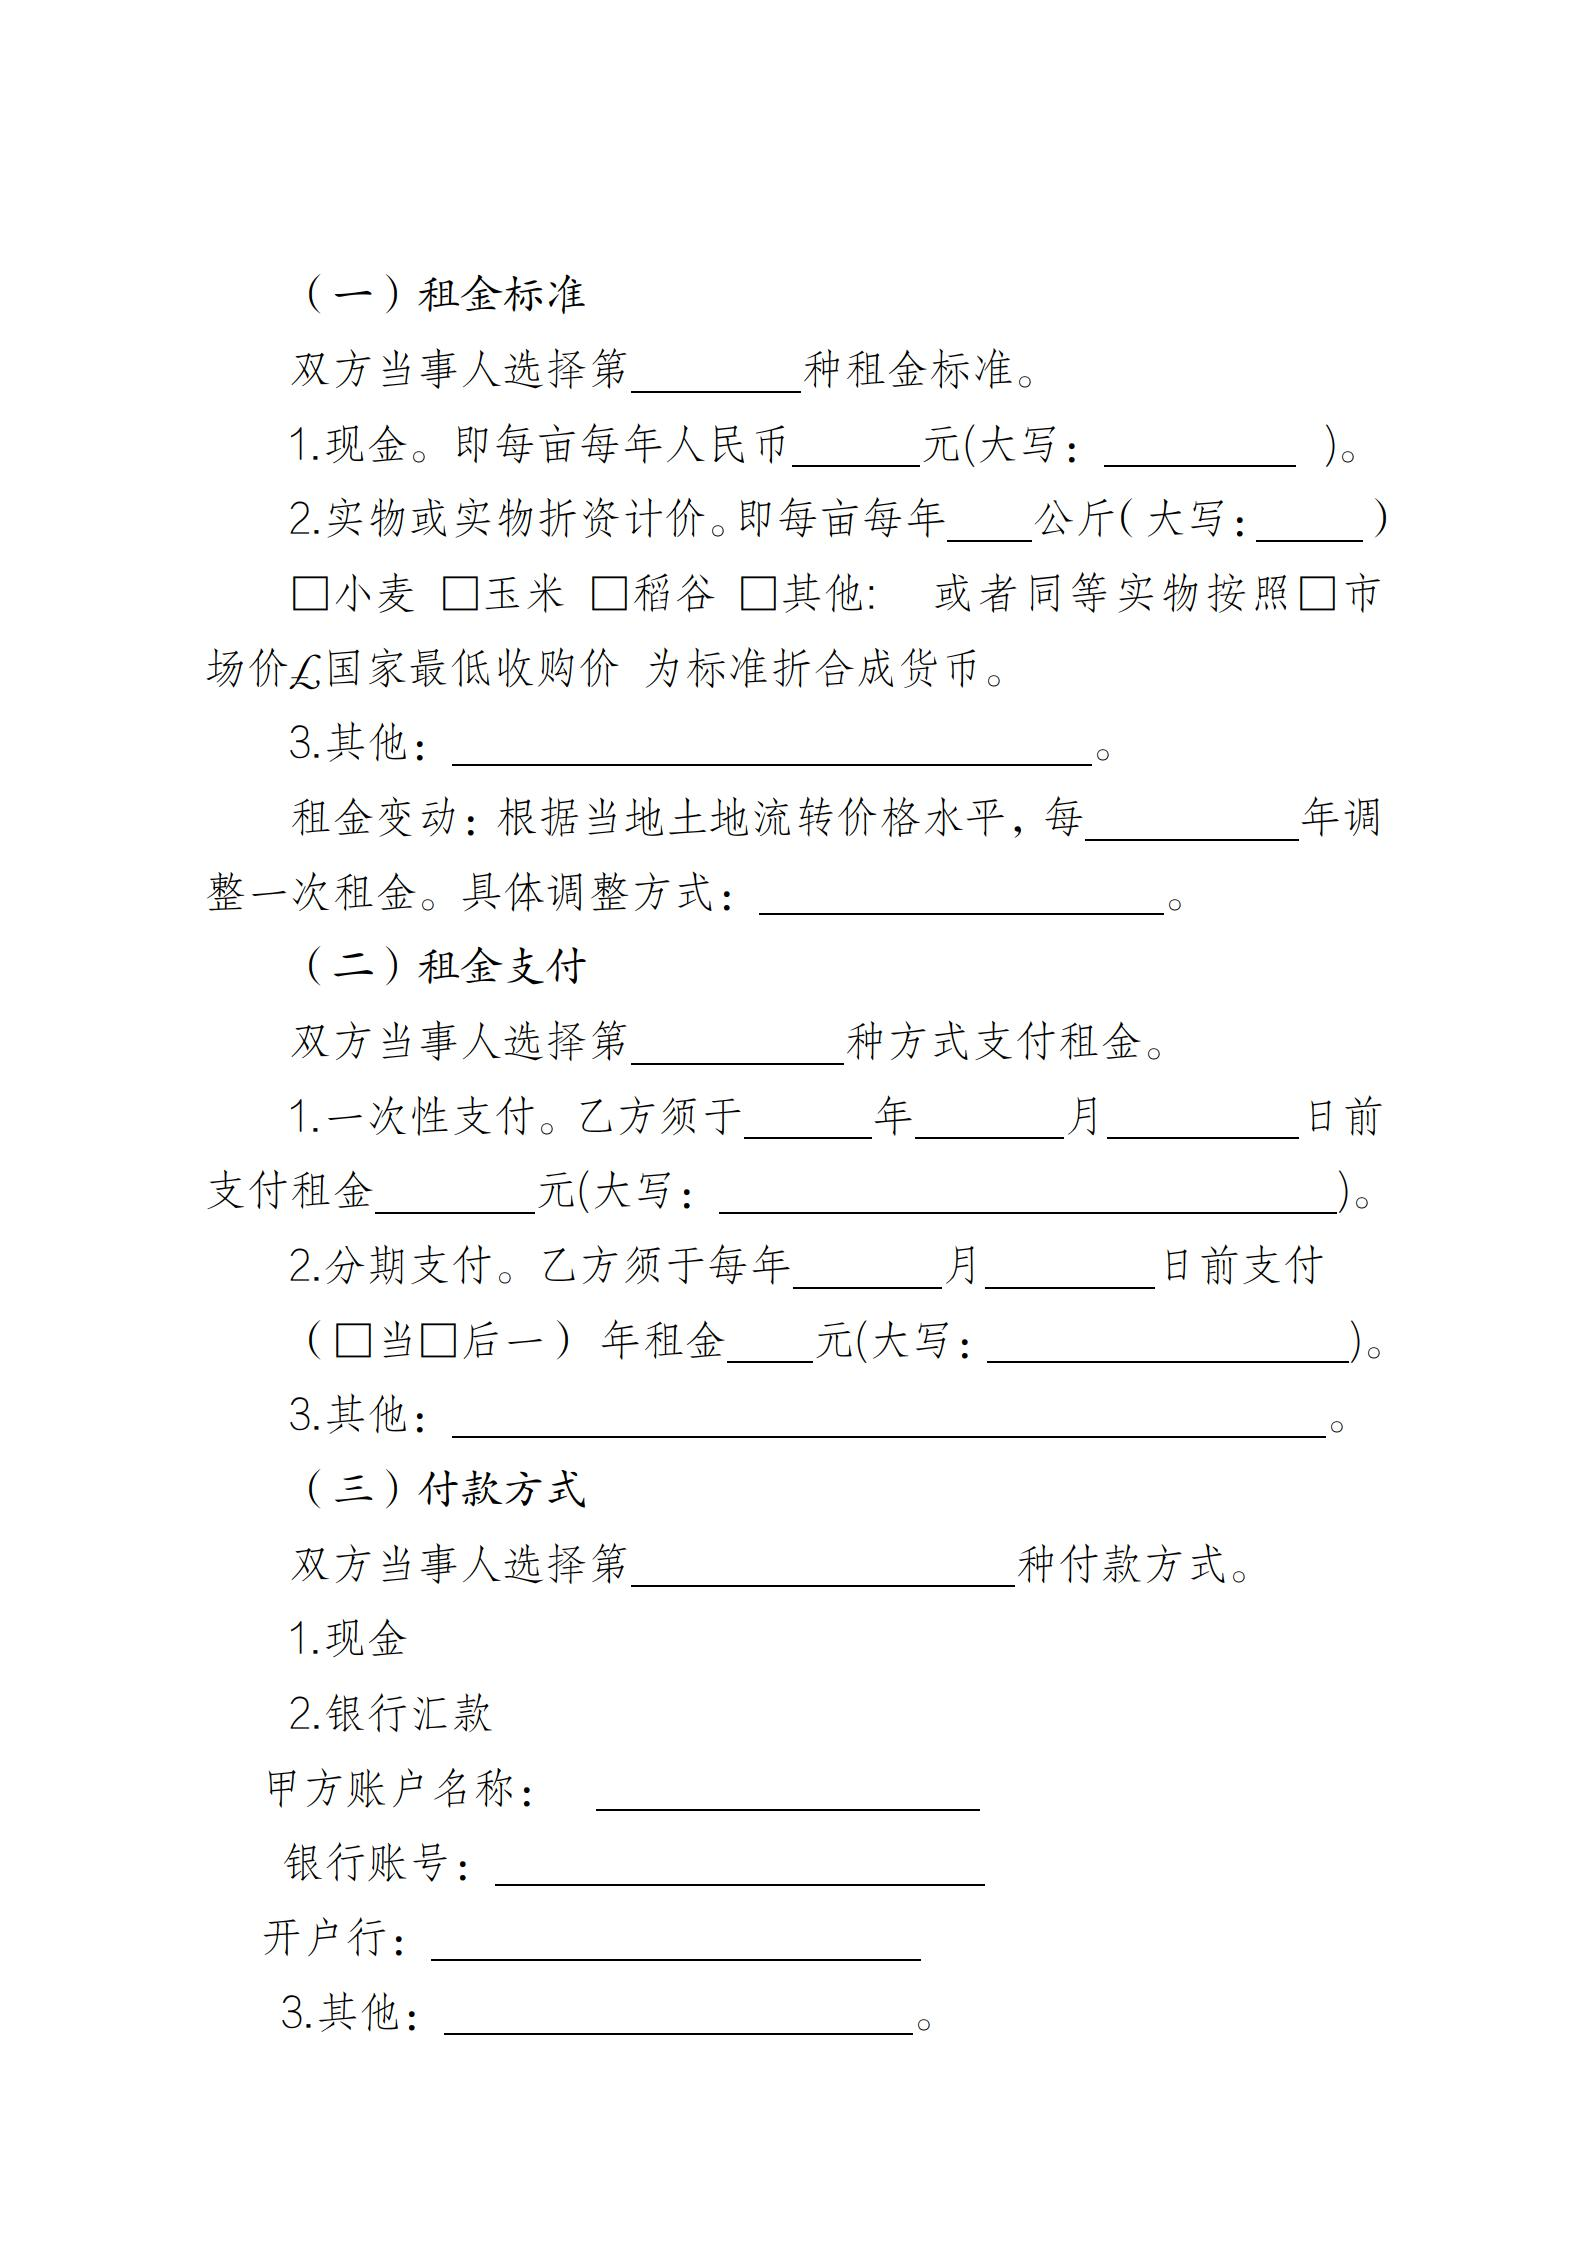 （一）租金标准
双方当事人选择第________种租金标准。
1.现金。即每亩每年人民币______元(大写：_________ )。
2.实物或实物折资计价。即每亩每年____公斤（大写：_____）
□小麦 □玉米 □稻谷 □其他: 或者同等实物按照□市
场价£国家最低收购价 为标准折合成货币。
3.其他：______________________________。
租金变动：根据当地土地流转价格水平，每__________年调
整一次租金。具体调整方式：___________________。
（二）租金支付
双方当事人选择第__________种方式支付租金。
1.一次性支付。乙方须于______年_______月_________日前
支付租金________元(大写：_____________________________)。
2.分期支付。乙方须于每年_______月________日前支付
（□当□后一） 年租金____元(大写：_________________)。
3.其他：_________________________________________。
（三）付款方式
双方当事人选择第__________________种付款方式。
1.现金
2.银行汇款
甲方账户名称： __________________
银行账号：_______________________
开户行：_______________________
3.其他：______________________。